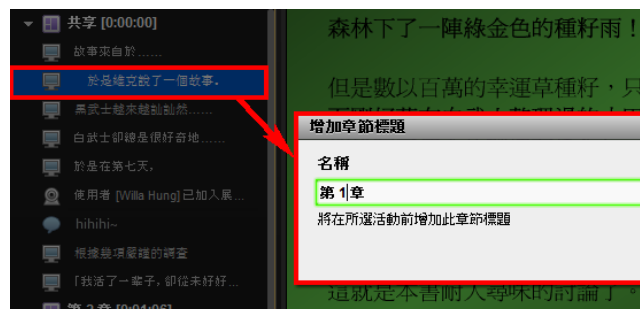 共享 [0:00:00]
故事來自於......
於是維克說了一個故事.
黑武士越來越訕訕然......
白武士卻總是很好奇地......
於是在第七天,
使用者 [Willa Hung] 已加入展...
hihihi~
根據幾項嚴謹的調查
「我活了一輩子, 卻從未好好...
第 2 章 [0:01:06]
森林下了一陣綠金色的種籽雨！
但是數以百萬的幸運草種籽，只
增加章節標題
名稱
第 1章
將在所選活動前增加此章節標題
這就是本書耐人尋味的討論了。